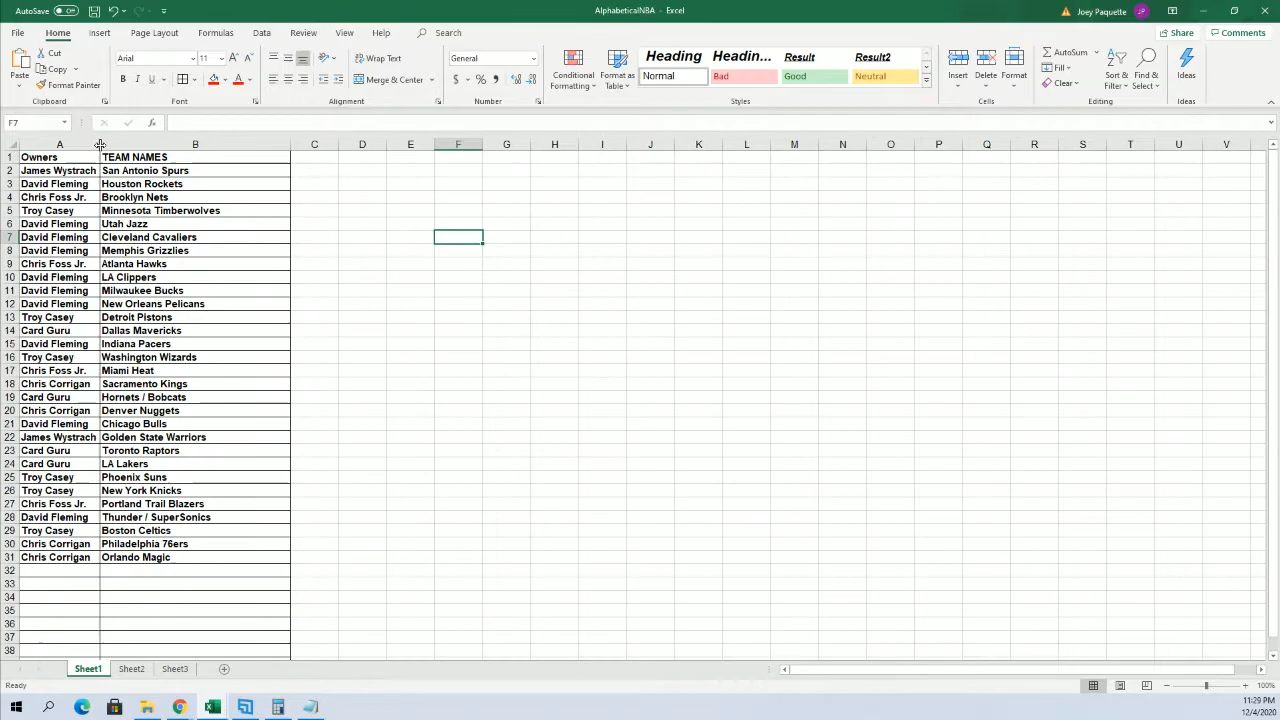 AutoSave Off AlphabeticalNBA - Excel Joey Paquette JP
File Home Insert Page Layout Formulas Data Review View Help Search Share Comments
Paste Cut Copy Format Painter Clipboard
Arial 11 A A B I U A Font
Wrap Text Merge & Center Alignment
General $ % , Number
Conditional Formatting Format as Table
Heading Headin... Result Result2
Normal Bad Good Neutral
Styles
Insert Delete Format Cells
AutoSum Fill Clear Sort & Filter Find & Select Editing
Ideas Ideas
F7 fx
A B C D E F G H I J K L M N O P Q R S T U V
1 Owners TEAM NAMES
2 James Wystrach San Antonio Spurs
3 David Fleming Houston Rockets
4 Chris Foss Jr. Brooklyn Nets
5 Troy Casey Minnesota Timberwolves
6 David Fleming Utah Jazz
7 David Fleming Cleveland Cavaliers
8 David Fleming Memphis Grizzlies
9 Chris Foss Jr. Atlanta Hawks
10 David Fleming LA Clippers
11 David Fleming Milwaukee Bucks
12 David Fleming New Orleans Pelicans
13 Troy Casey Detroit Pistons
14 Card Guru Dallas Mavericks
15 David Fleming Indiana Pacers
16 Troy Casey Washington Wizards
17 Chris Foss Jr. Miami Heat
18 Chris Corrigan Sacramento Kings
19 Card Guru Hornets / Bobcats
20 Chris Corrigan Denver Nuggets
21 David Fleming Chicago Bulls
22 James Wystrach Golden State Warriors
23 Card Guru Toronto Raptors
24 Card Guru LA Lakers
25 Troy Casey Phoenix Suns
26 Troy Casey New York Knicks
27 Chris Foss Jr. Portland Trail Blazers
28 David Fleming Thunder / SuperSonics
29 Troy Casey Boston Celtics
30 Chris Corrigan Philadelphia 76ers
31 Chris Corrigan Orlando Magic
32
33
34
35
36
37
38
Sheet1 Sheet2 Sheet3
Ready 100%
11:29 PM
12/4/2020